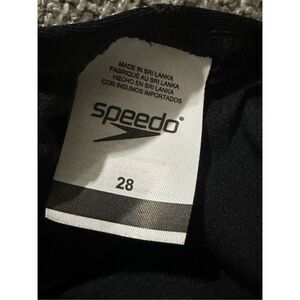 MADE IN SRI LANKA
FABRIQUÉ AU SRI LANKA
HECHO EN SRI LANKA
CON INSUMOS IMPORTADOS
speedo
28